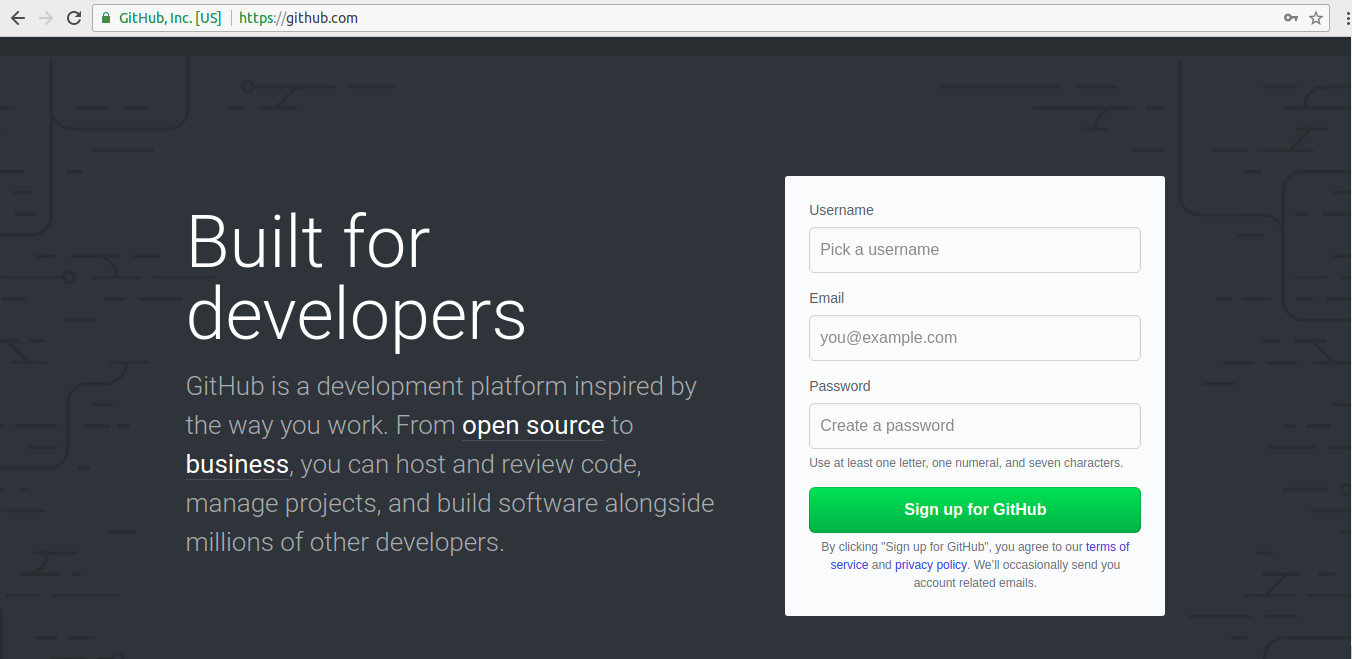 GitHub, Inc. [US] https://github.com
Built for
developers
GitHub is a development platform inspired by
the way you work. From open source to
business, you can host and review code,
manage projects, and build software alongside
millions of other developers.
Username
Pick a username
Email
you@example.com
Password
Create a password
Use at least one letter, one numeral, and seven characters.
Sign up for GitHub
By clicking "Sign up for GitHub", you agree to our terms of
service and privacy policy. We’ll occasionally send you
account related emails.